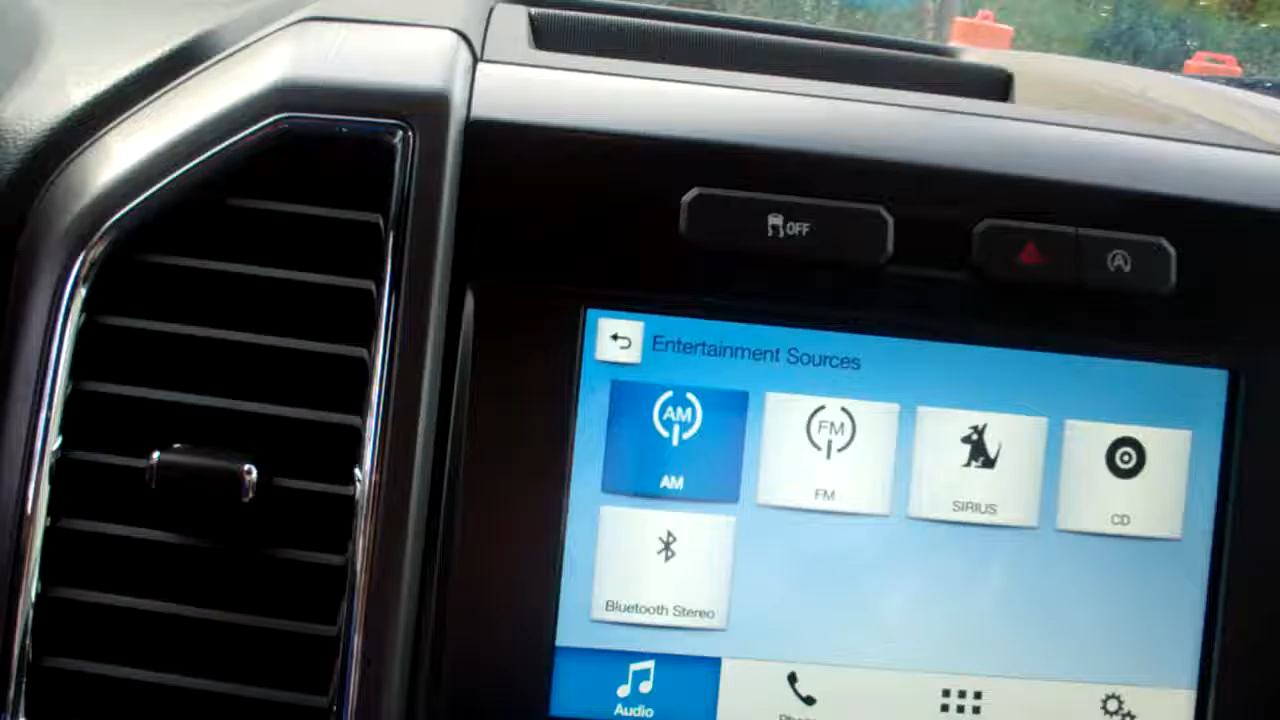 OFF
A
Entertainment Sources
AM
FM
AM
FM
SIRIUS
CD
Bluetooth Stereo
Audio